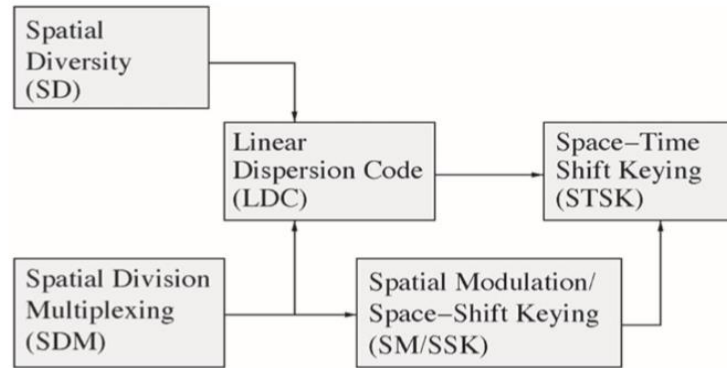 Spatial
Diversity
(SD)
Linear
Dispersion Code
(LDC)
Space–Time
Shift Keying
(STSK)
Spatial Division
Multiplexing
(SDM)
Spatial Modulation/
Space–Shift Keying
(SM/SSK)